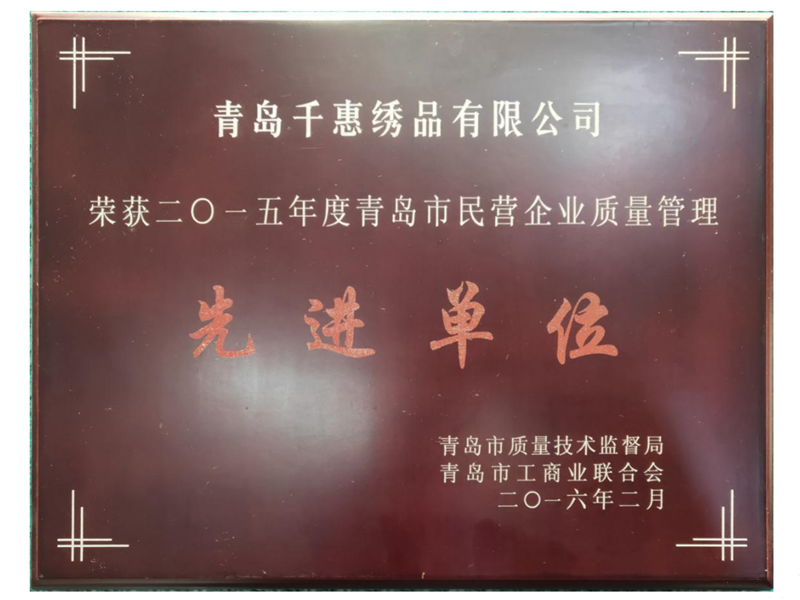 青岛千惠绣品有限公司
荣获二〇一五年度青岛市民营企业质量管理
先进单位
青岛市质量技术监督局
青岛市工商业联合会
二〇一六年二月